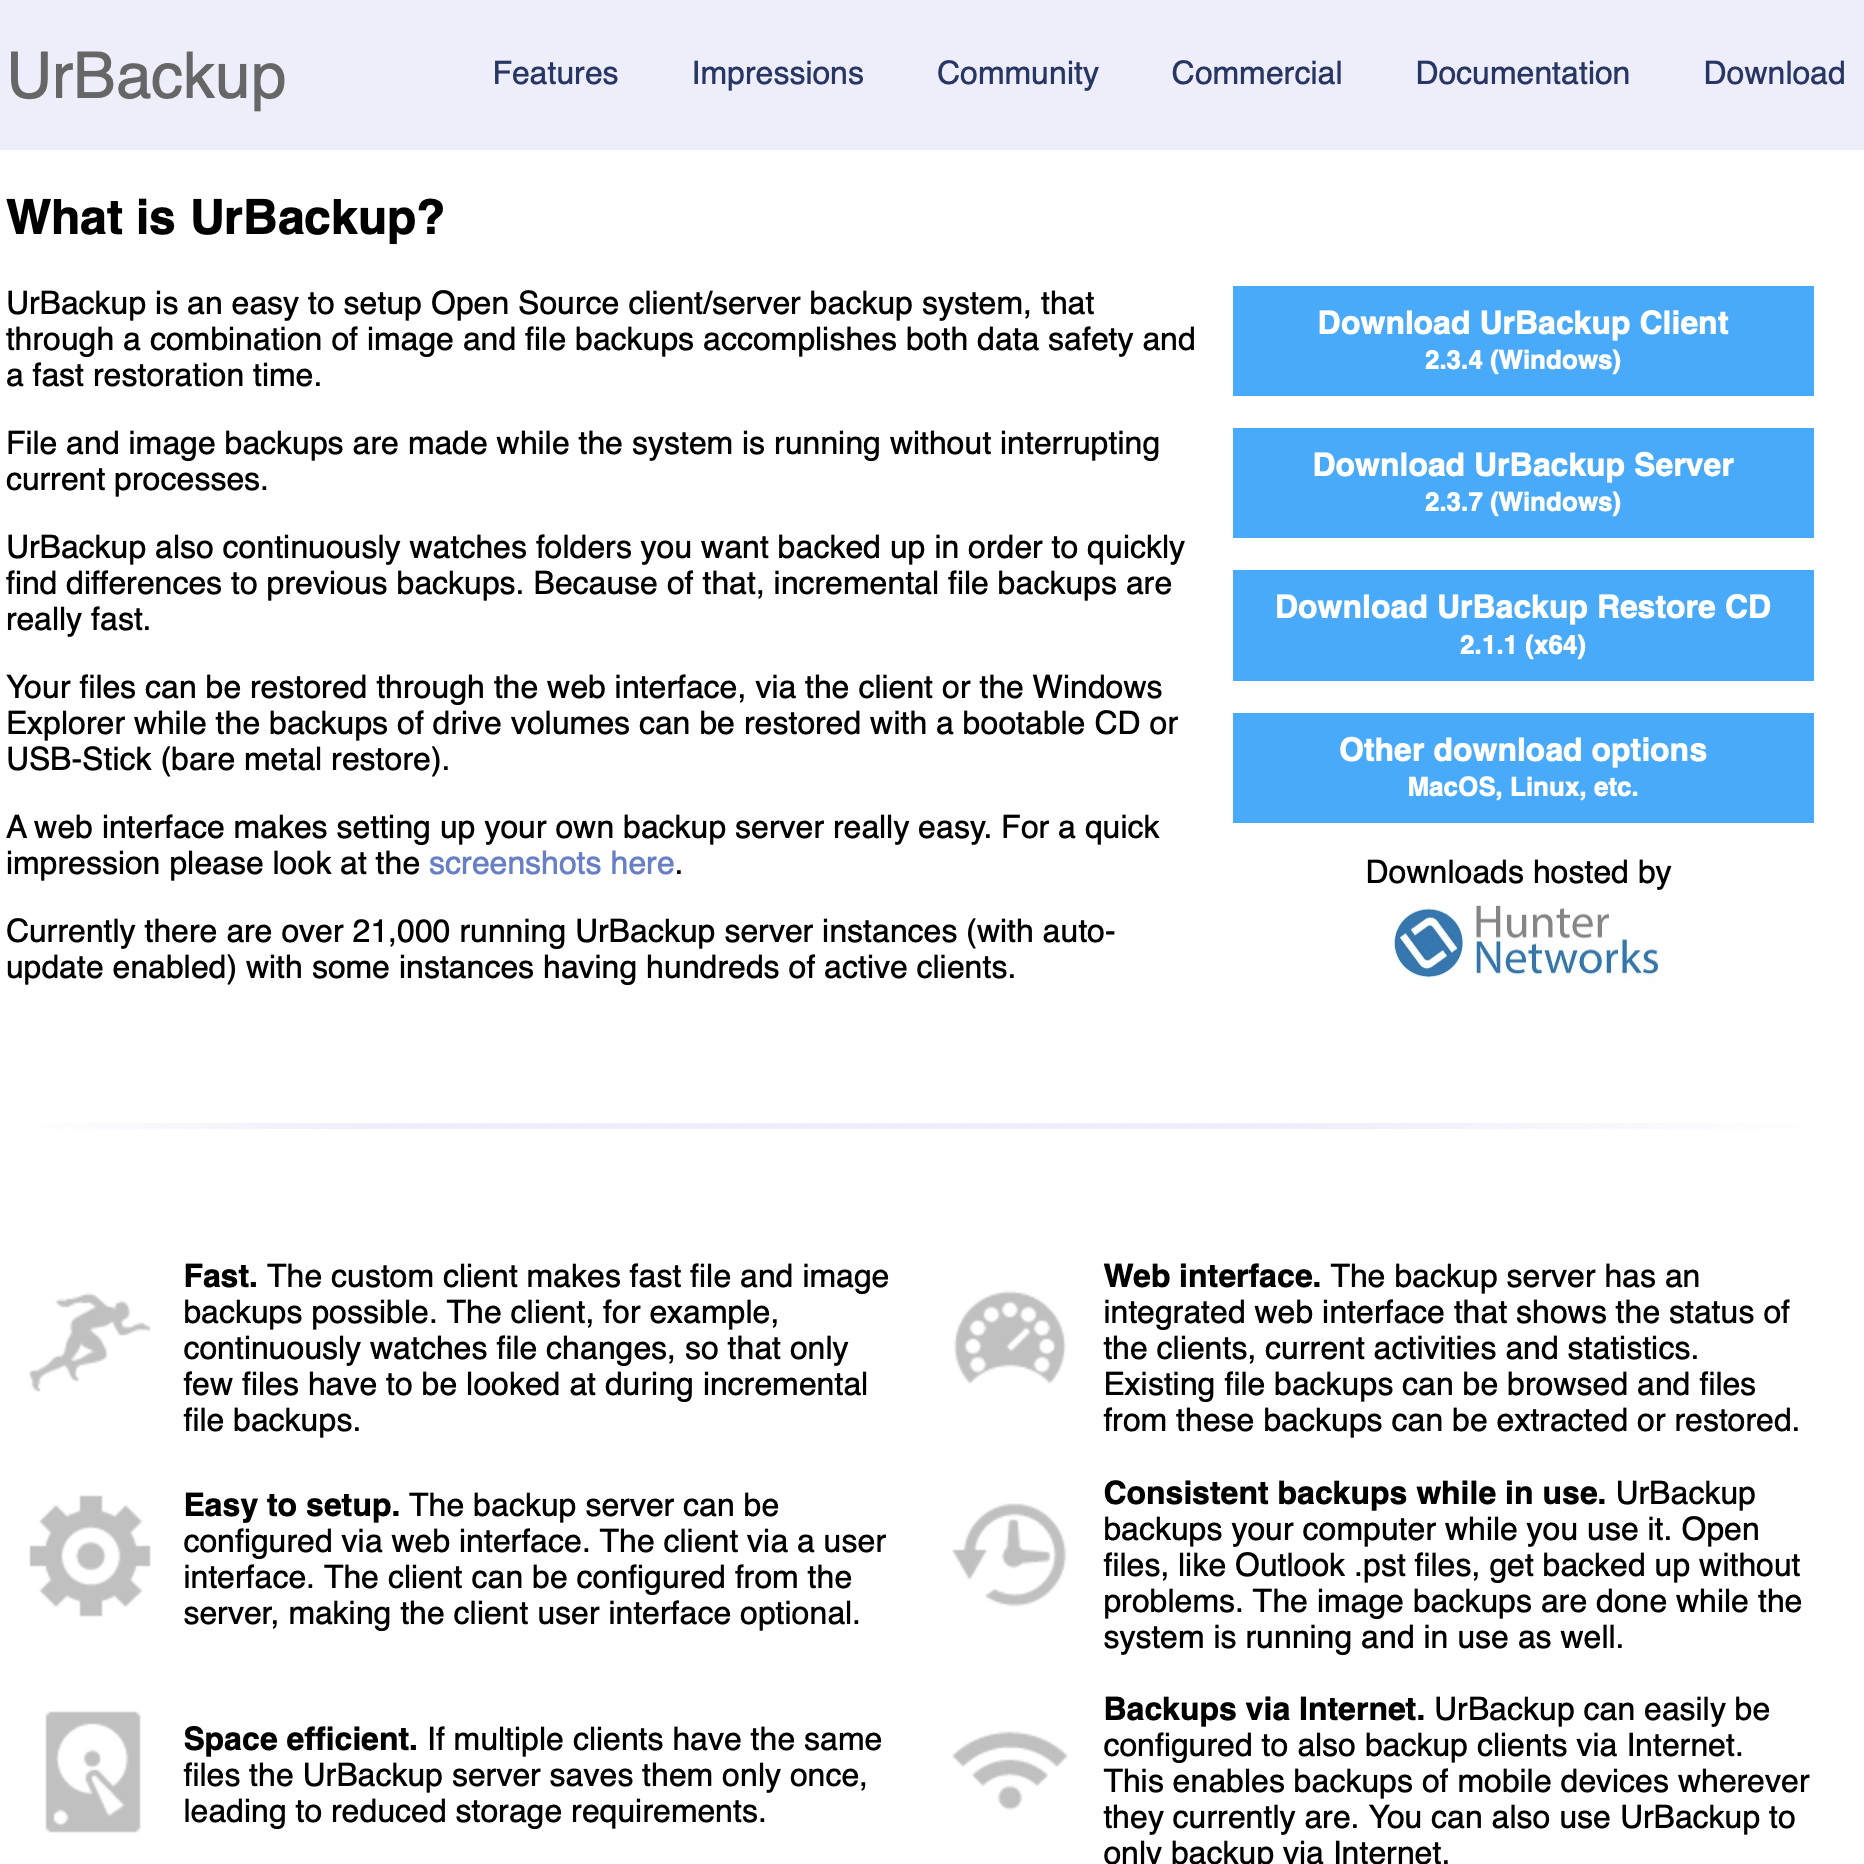 UrBackup
Features
Impressions
Community
Commercial
Documentation
Download
What is UrBackup?
UrBackup is an easy to setup Open Source client/server backup system, that
through a combination of image and file backups accomplishes both data safety and
a fast restoration time.
File and image backups are made while the system is running without interrupting
current processes.
UrBackup also continuously watches folders you want backed up in order to quickly
find differences to previous backups. Because of that, incremental file backups are
really fast.
Your files can be restored through the web interface, via the client or the Windows
Explorer while the backups of drive volumes can be restored with a bootable CD or
USB-Stick (bare metal restore).
A web interface makes setting up your own backup server really easy. For a quick
impression please look at the screenshots here.
Currently there are over 21,000 running UrBackup server instances (with auto-
update enabled) with some instances having hundreds of active clients.
Download UrBackup Client
2.3.4 (Windows)
Download UrBackup Server
2.3.7 (Windows)
Download UrBackup Restore CD
2.1.1 (x64)
Other download options
MacOS, Linux, etc.
Downloads hosted by
Hunter
Networks
Fast. The custom client makes fast file and image
backups possible. The client, for example,
continuously watches file changes, so that only
few files have to be looked at during incremental
file backups.
Web interface. The backup server has an
integrated web interface that shows the status of
the clients, current activities and statistics.
Existing file backups can be browsed and files
from these backups can be extracted or restored.
Easy to setup. The backup server can be
configured via web interface. The client via a user
interface. The client can be configured from the
server, making the client user interface optional.
Consistent backups while in use. UrBackup
backups your computer while you use it. Open
files, like Outlook .pst files, get backed up without
problems. The image backups are done while the
system is running and in use as well.
Space efficient. If multiple clients have the same
files the UrBackup server saves them only once,
leading to reduced storage requirements.
Backups via Internet. UrBackup can easily be
configured to also backup clients via Internet.
This enables backups of mobile devices wherever
they currently are. You can also use UrBackup to
only backup via Internet.